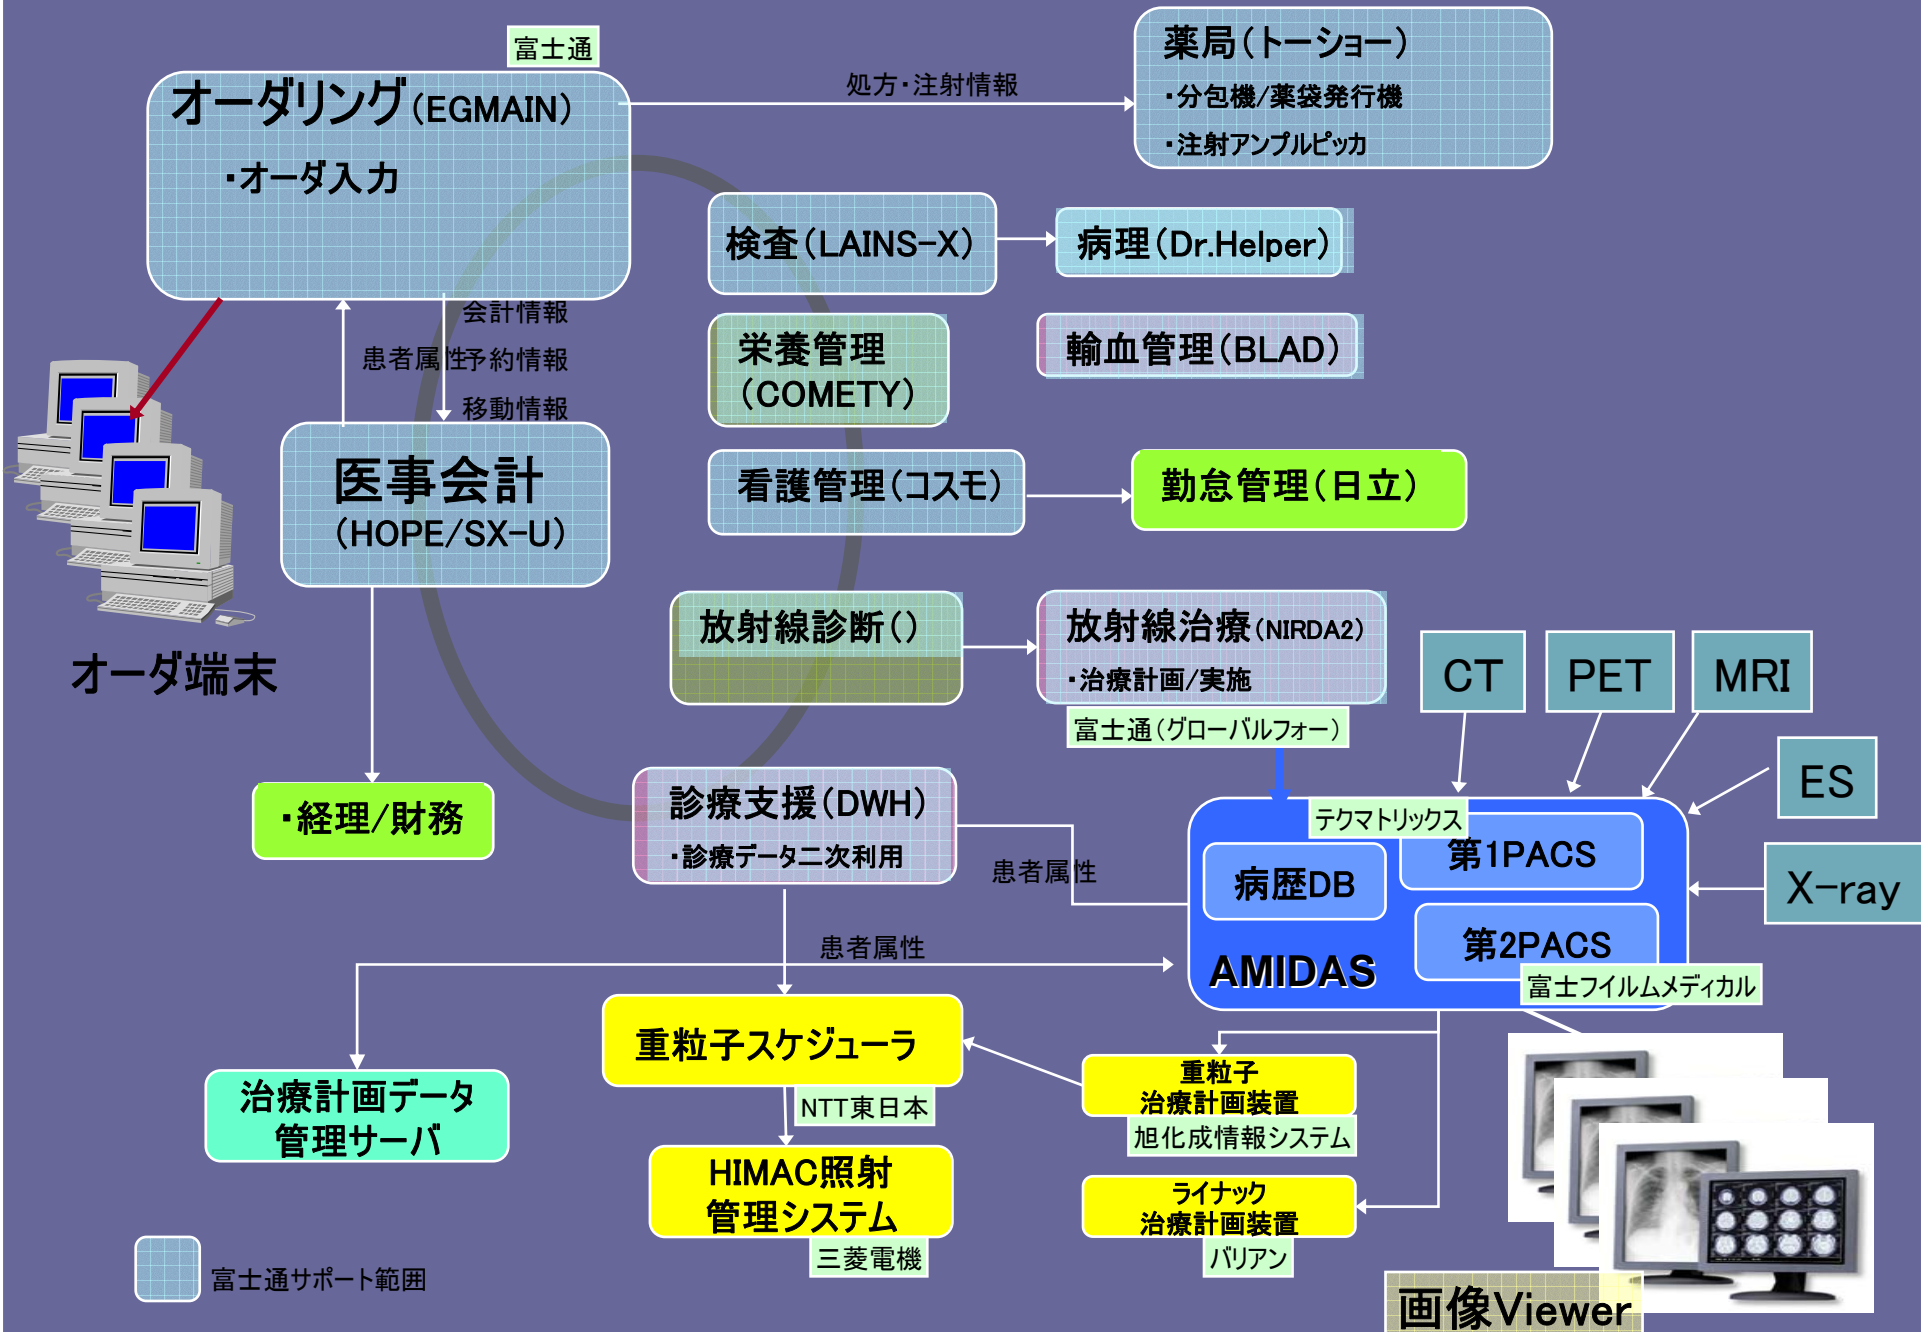 富士通
オーダリング(EGMAIN)
・オーダ入力
処方・注射情報
薬局(トーショー)
・分包機/薬袋発行機
・注射アンプルピッカ
検査(LAINS-X)
病理(Dr.Helper)
会計情報
患者属性
予約情報
移動情報
栄養管理
(COMETY)
輸血管理(BLAD)
医事会計
(HOPE/SX-U)
看護管理(コスモ)
勤怠管理(日立)
オーダ端末
放射線診断()
放射線治療(NIRDA2)
・治療計画/実施
富士通(グローバルフォー)
CT
PET
MRI
ES
X-ray
・経理/財務
診療支援(DWH)
・診療データ二次利用
患者属性
テクマトリックス
第1PACS
病歴DB
第2PACS
AMIDAS
富士フイルムメディカル
患者属性
重粒子スケジューラ
NTT東日本
重粒子
治療計画装置
旭化成情報システム
治療計画データ
管理サーバ
HIMAC照射
管理システム
三菱電機
ライナック
治療計画装置
バリアン
富士通サポート範囲
画像Viewer